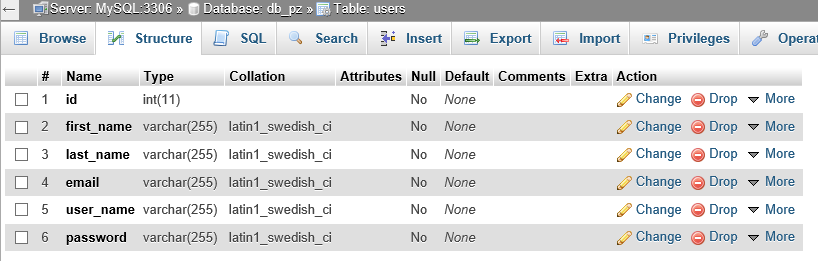 Server: MySQL:3306 » Database: db_pz » Table: users
Browse Structure SQL Search Insert Export Import Privileges Operat
# Name Type Collation Attributes Null Default Comments Extra Action
1 id int(11) No None Change Drop More
2 first_name varchar(255) latin1_swedish_ci No None Change Drop More
3 last_name varchar(255) latin1_swedish_ci No None Change Drop More
4 email varchar(255) latin1_swedish_ci No None Change Drop More
5 user_name varchar(255) latin1_swedish_ci No None Change Drop More
6 password varchar(255) latin1_swedish_ci No None Change Drop More